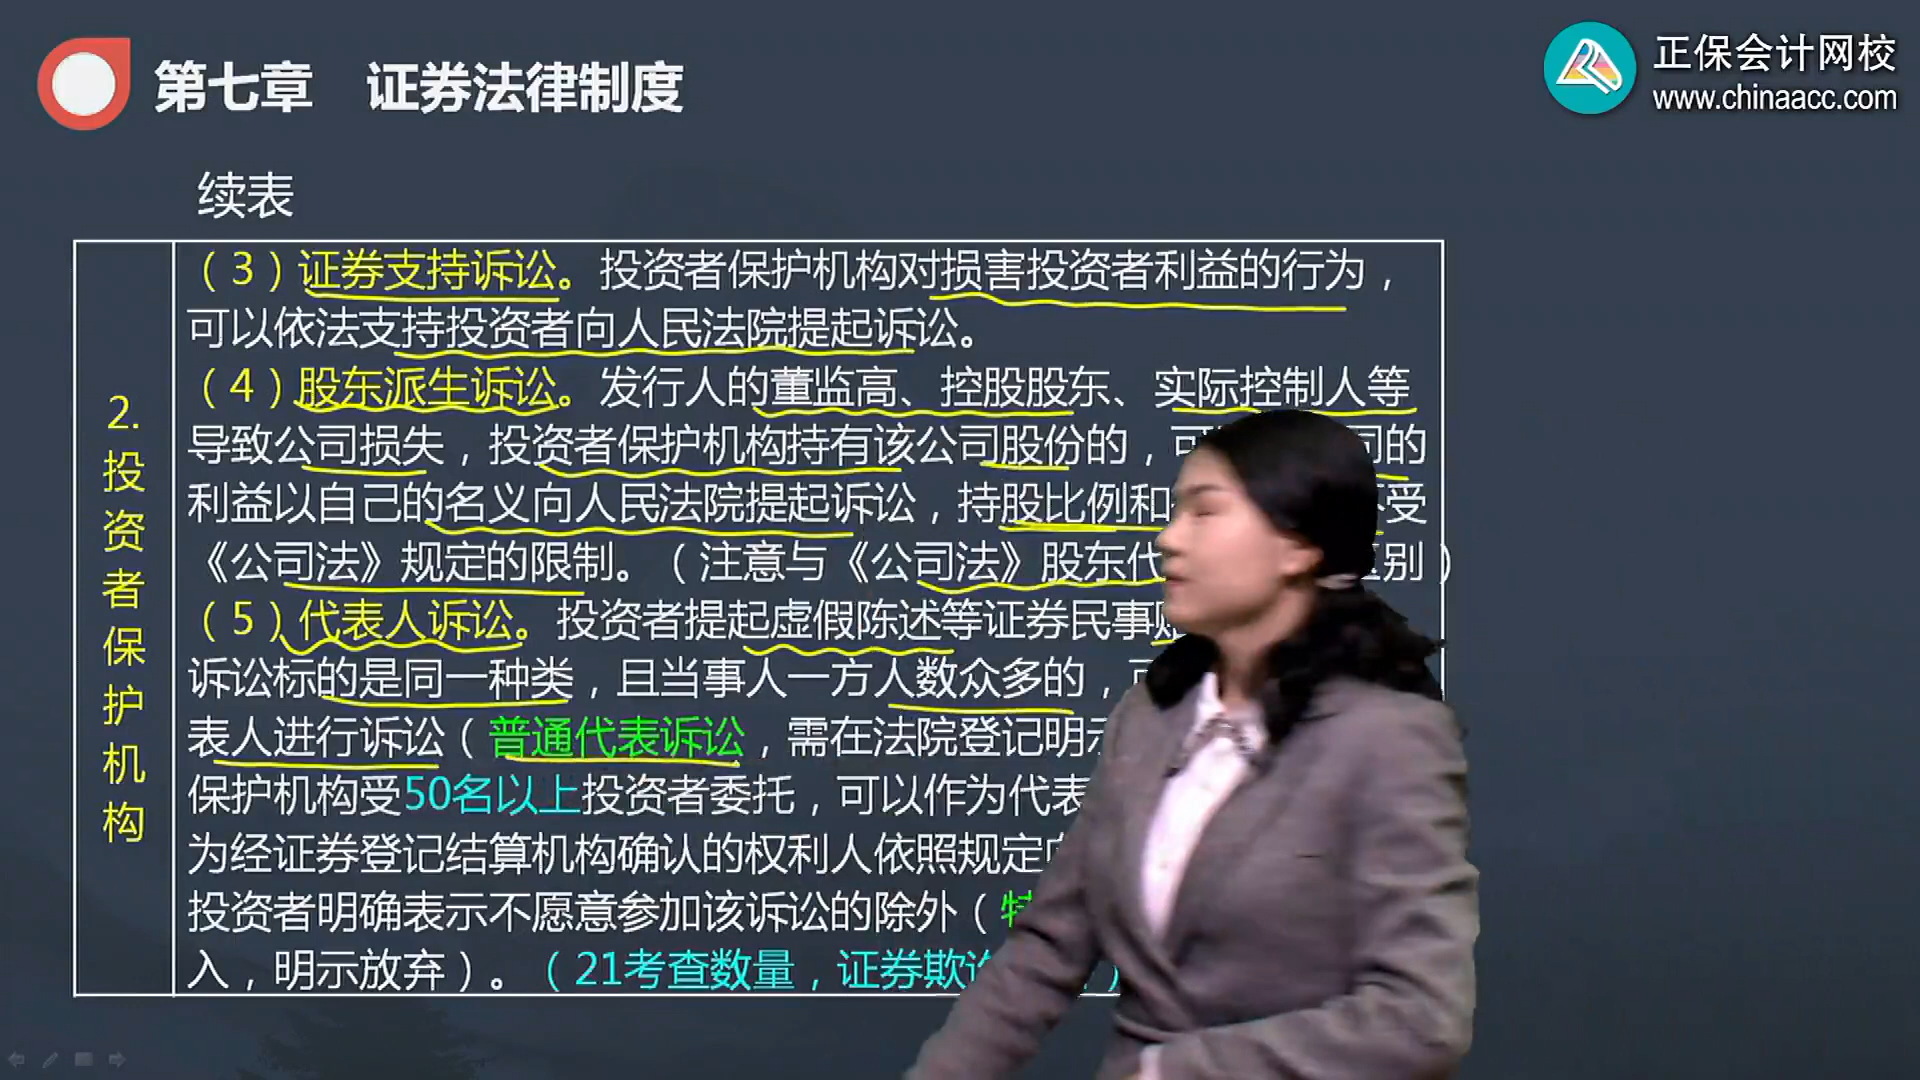 第七章 证券法律制度
正保会计网校
www.chinaacc.com
续表
2.投资者保护机构
（3）证券支持诉讼。投资者保护机构对损害投资者利益的行为，
可以依法支持投资者向人民法院提起诉讼。
（4）股东派生诉讼。发行人的董监高、控股股东、实际控制人等
导致公司损失，投资者保护机构持有该公司股份的，可
利益以自己的名义向人民法院提起诉讼，持股比例和 受
《公司法》规定的限制。（注意与《公司法》股东代 区别）
（5）代表人诉讼。投资者提起虚假陈述等证券民事赔
诉讼标的是同一种类，且当事人一方人数众多的，可
表人进行诉讼（普通代表诉讼，需在法院登记明示
保护机构受50名以上投资者委托，可以作为代表
为经证券登记结算机构确认的权利人依照规定向
投资者明确表示不愿意参加该诉讼的除外（特
入，明示放弃）。（21考查数量，证券欺诈 ）